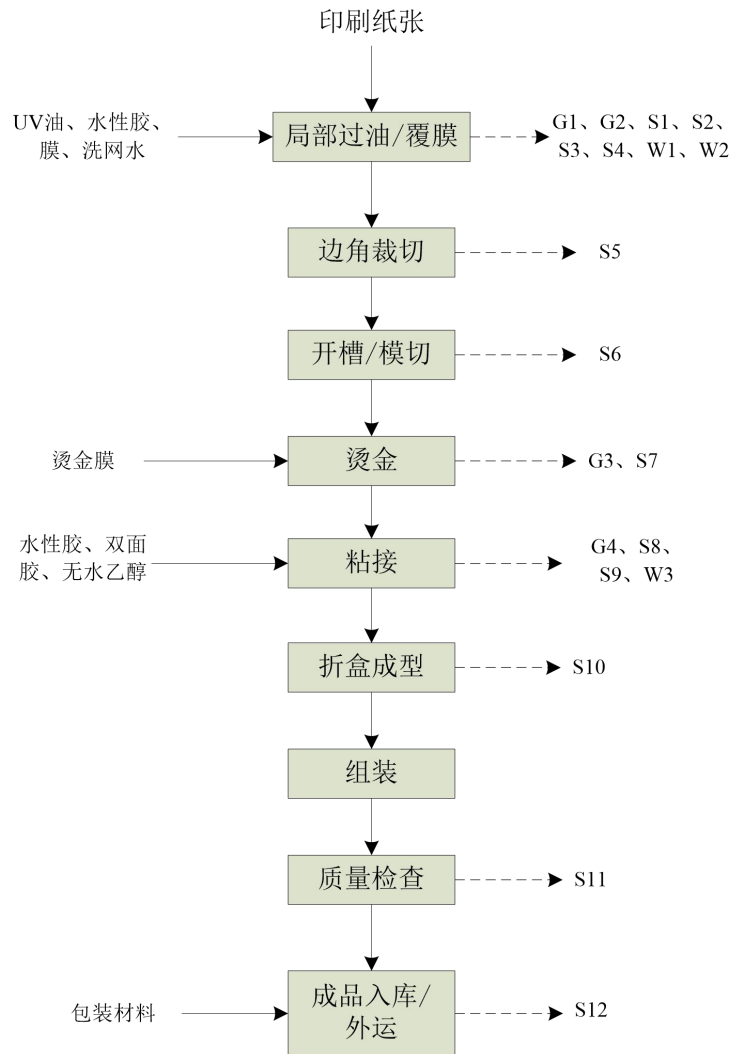 印刷纸张
UV油、水性胶、
膜、洗网水
局部过油/覆膜
G1、G2、S1、S2、
S3、S4、W1、W2
边角裁切
S5
开槽/模切
S6
烫金膜
烫金
G3、S7
水性胶、双面
胶、无水乙醇
粘接
G4、S8、
S9、W3
折盒成型
S10
组装
质量检查
S11
包装材料
成品入库/
外运
S12